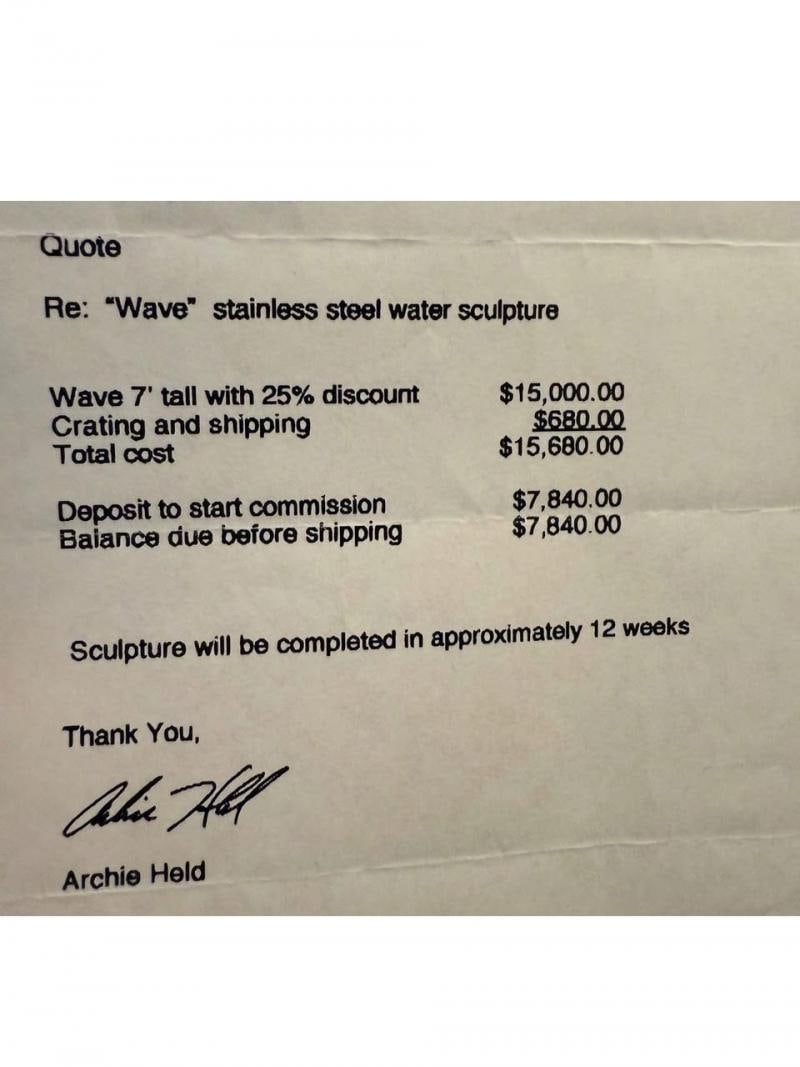 Quote
Re: "Wave" stainless steel water sculpture
Wave 7' tall with 25% discount $15,000.00
Crating and shipping $680.00
Total cost $15,680.00
Deposit to start commission $7,840.00
Balance due before shipping $7,840.00
Sculpture will be completed in approximately 12 weeks
Thank You,
Archie Held
Archie Held